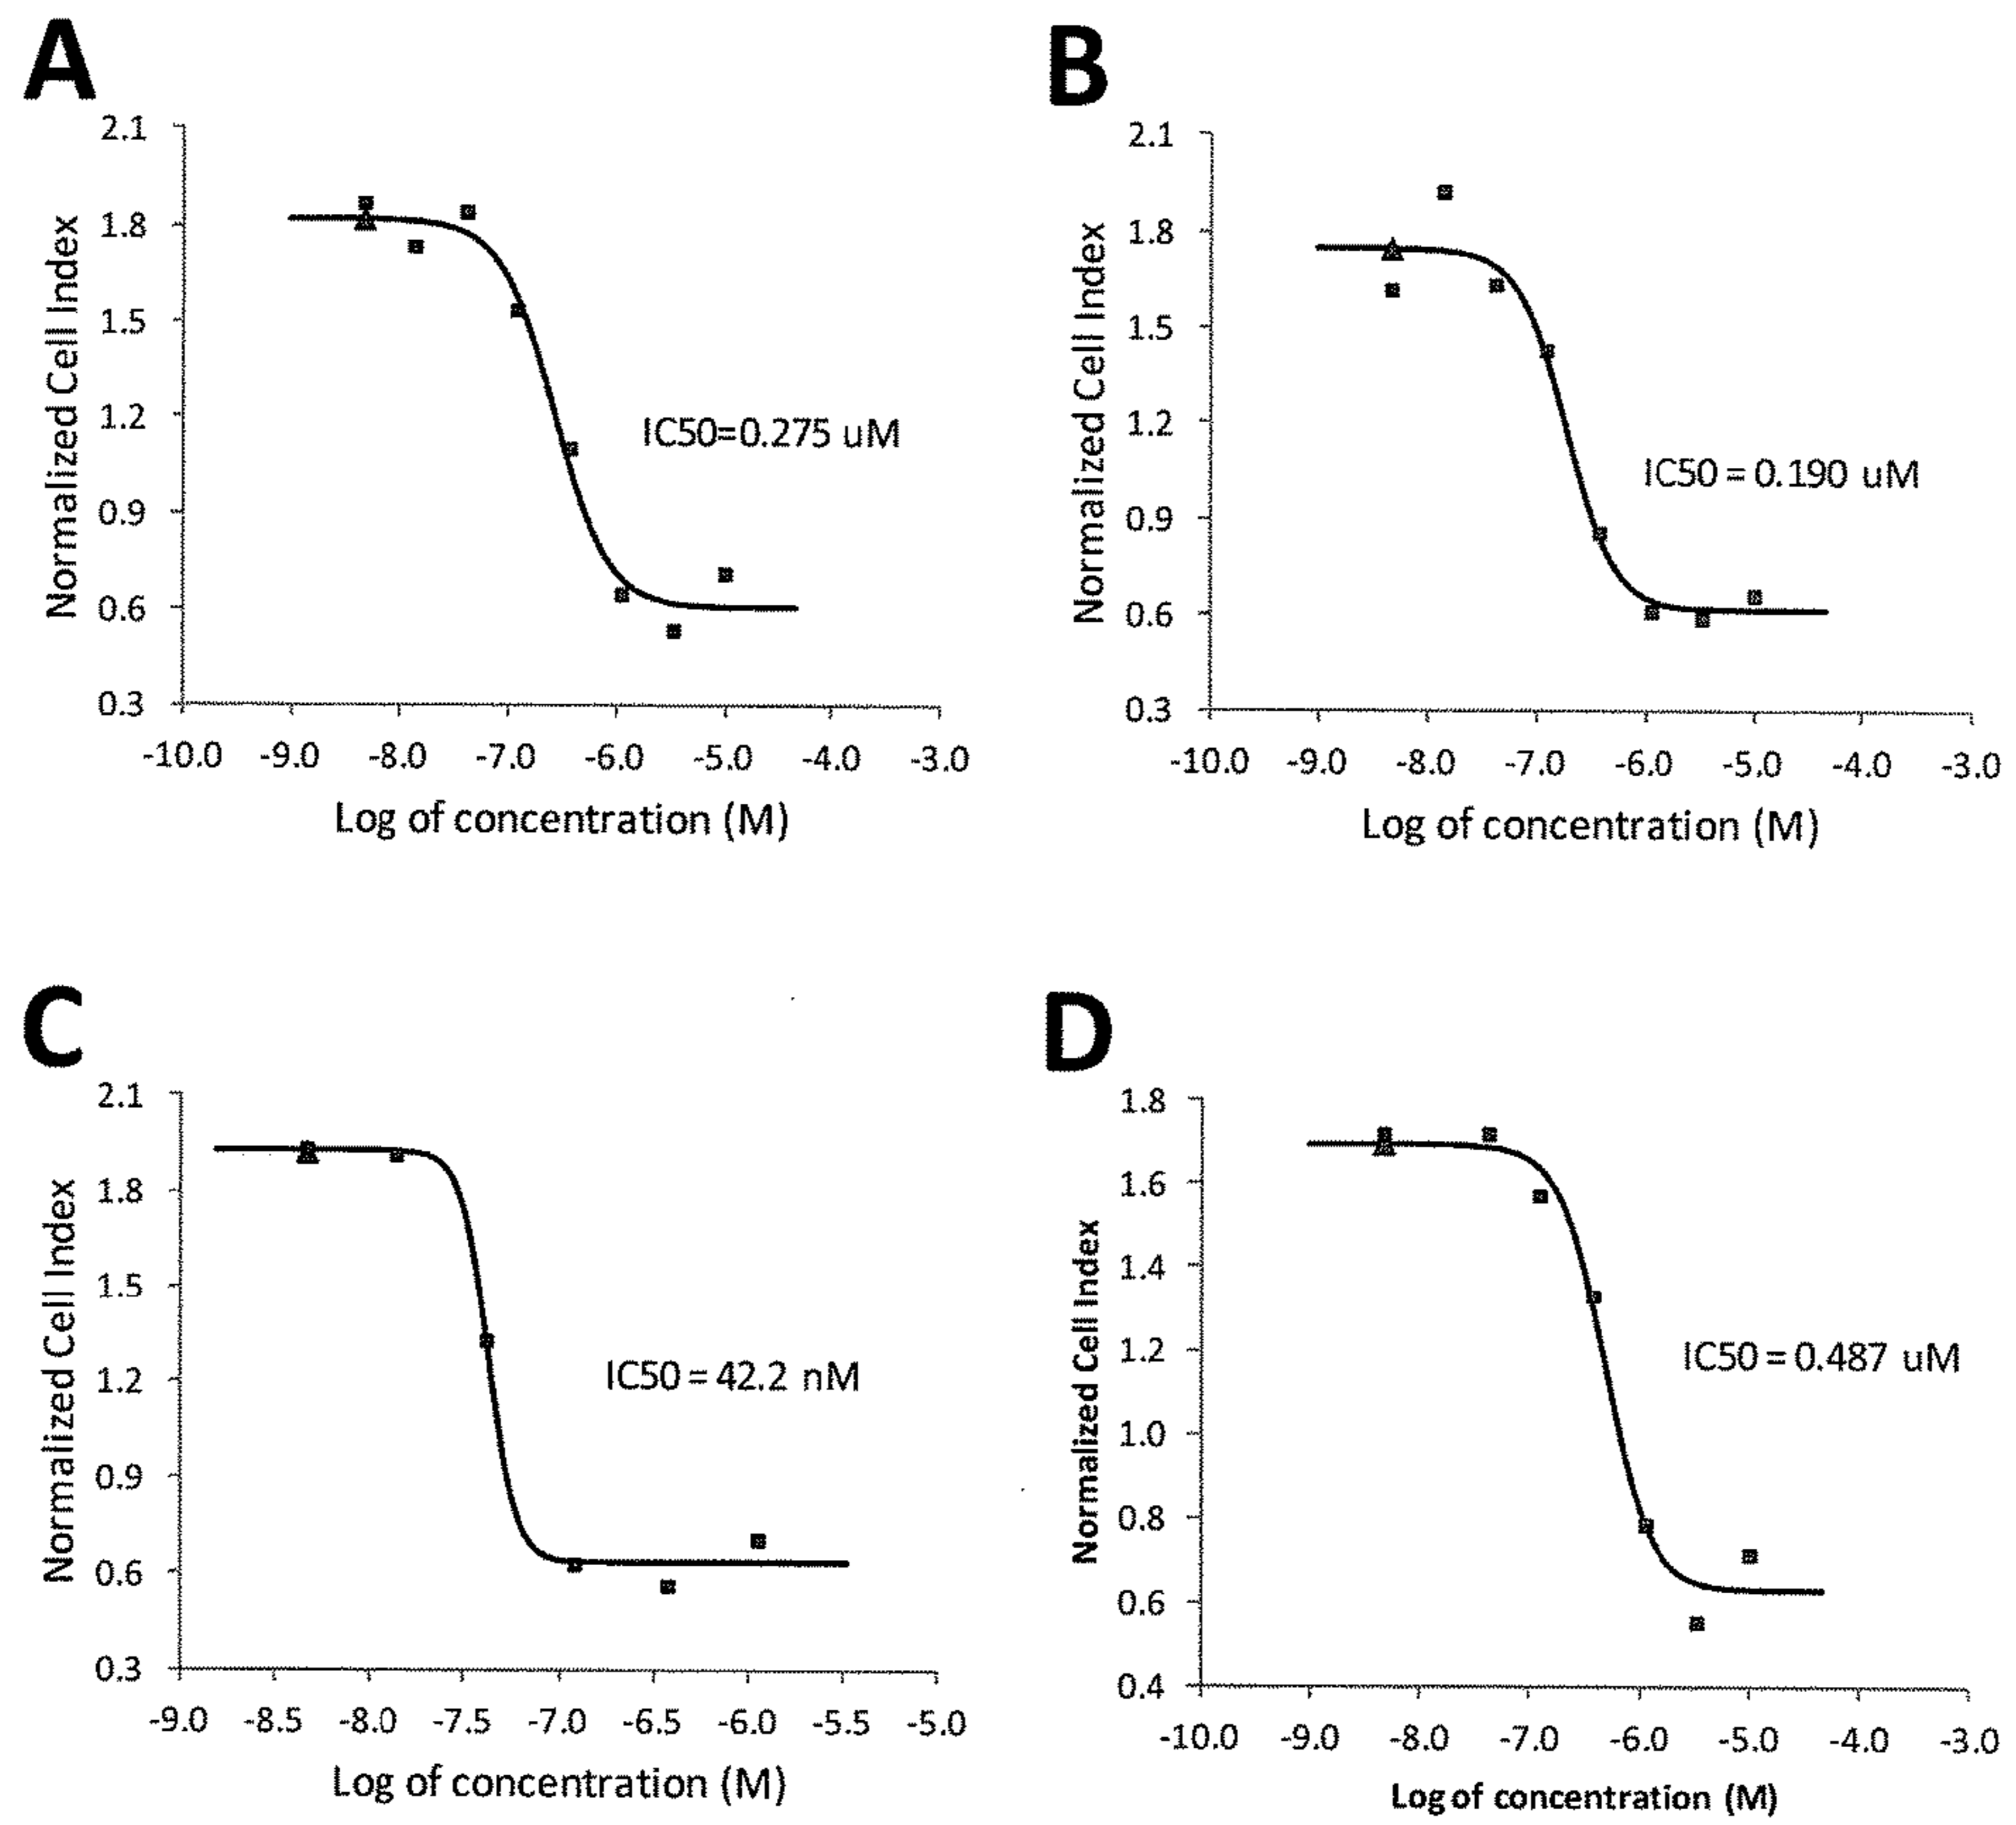 A
2.1
1.8
1.5
1.2
0.9
0.6
0.3
Normalized Cell Index
IC50=0.275 uM
-10.0 -9.0 -8.0 -7.0 -6.0 -5.0 -4.0 -3.0
Log of concentration (M)
B
2.1
1.8
1.5
1.2
0.9
0.6
0.3
Normalized Cell Index
IC50 = 0.190 uM
-10.0 -9.0 -8.0 -7.0 -6.0 -5.0 -4.0 -3.0
Log of concentration (M)
C
2.1
1.8
1.5
1.2
0.9
0.6
0.3
Normalized Cell Index
IC50 = 42.2 nM
-9.0 -8.5 -8.0 -7.5 -7.0 -6.5 -6.0 -5.5 -5.0
Log of concentration (M)
D
1.8
1.6
1.4
1.2
1.0
0.8
0.6
0.4
Normalized Cell Index
IC50 = 0.487 uM
-10.0 -9.0 -8.0 -7.0 -6.0 -5.0 -4.0 -3.0
Log of concentration (M)